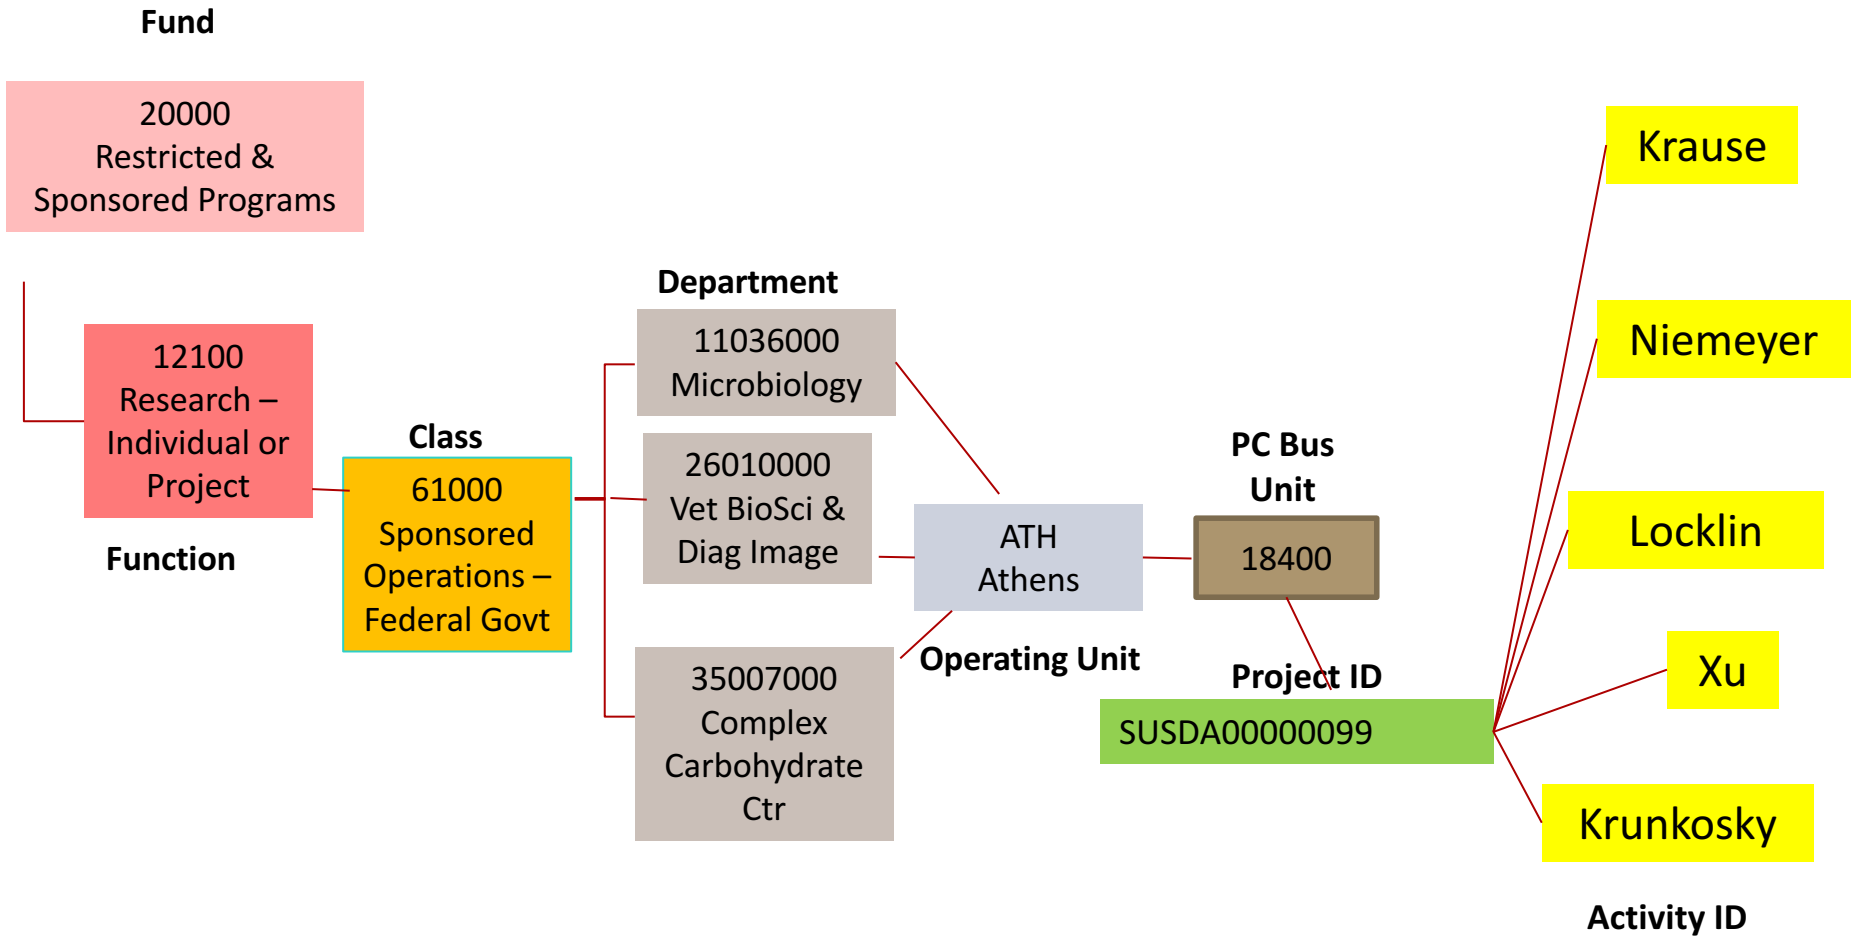 Fund
20000
Restricted &
Sponsored Programs
12100
Research –
Individual or
Project
Function
Class
61000
Sponsored
Operations –
Federal Govt
Department
11036000
Microbiology
26010000
Vet BioSci &
Diag Image
35007000
Complex
Carbohydrate
Ctr
ATH
Athens
Operating Unit
PC Bus
Unit
18400
Project ID
SUSDA00000099
Krause
Niemeyer
Locklin
Xu
Krunkosky
Activity ID